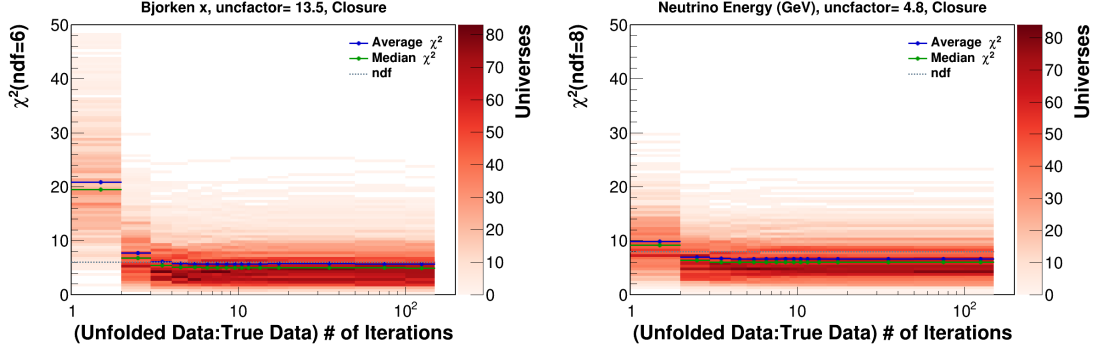 Bjorken x, uncfactor= 13.5, Closure
χ²(ndf=6)
50
40
30
20
10
0
1
10
10²
(Unfolded Data:True Data) # of Iterations
Average χ²
Median χ²
ndf
Universes
80
70
60
50
40
30
20
10
0
Neutrino Energy (GeV), uncfactor= 4.8, Closure
χ²(ndf=8)
50
40
30
20
10
0
1
10
10²
(Unfolded Data:True Data) # of Iterations
Average χ²
Median χ²
ndf
Universes
80
70
60
50
40
30
20
10
0